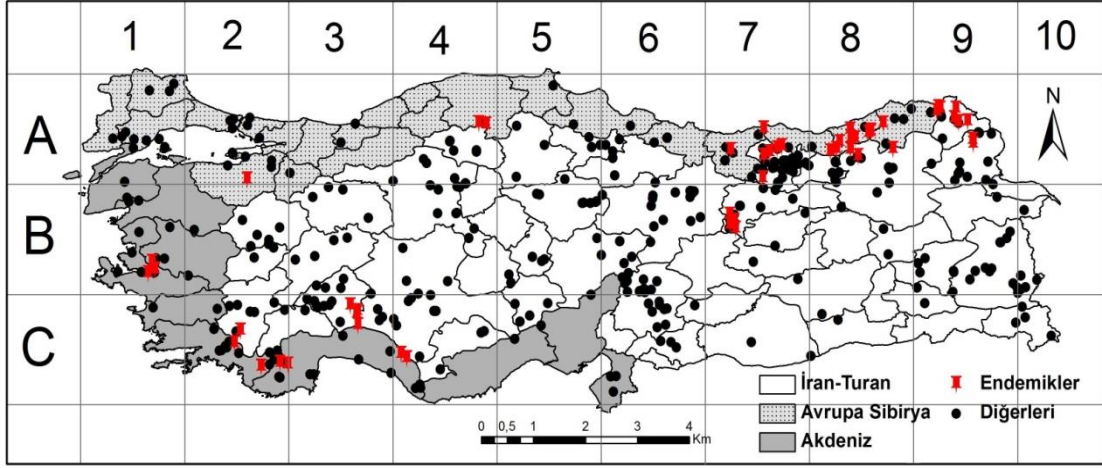 1 2 3 4 5 6 7 8 9 10
A
N
B
C
İran-Turan
Endemikler
Avrupa Sibirya
Diğerleri
Akdeniz
0 0,5 1 2 3 4
Km